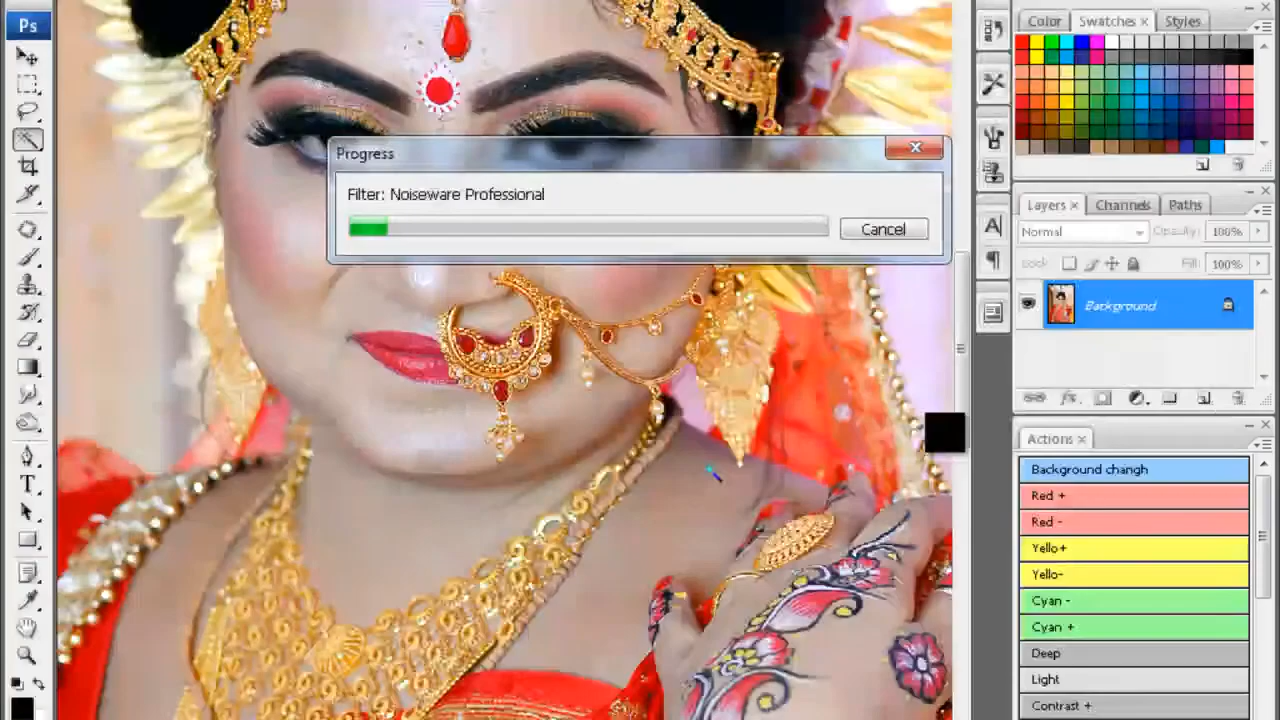 Ps
Color
Swatches ×
Styles
Progress
Filter: Noiseware Professional
Cancel
Layers ×
Channels
Paths
Normal
Opacity:
100%
Lock:
Fill:
100%
Background
Actions ×
Background changh
Red +
Red -
Yello+
Yello-
Cyan -
Cyan +
Deep
Light
Contrast +
A
T